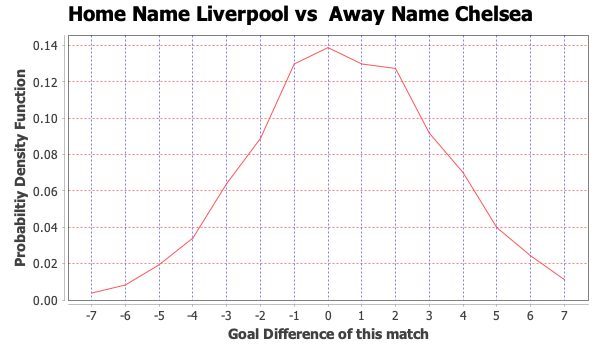 Home Name Liverpool vs  Away Name Chelsea
Probabiltiy Density Function
0.14
0.12
0.10
0.08
0.06
0.04
0.02
0.00
-7 -6 -5 -4 -3 -2 -1 0 1 2 3 4 5 6 7
Goal Difference of this match